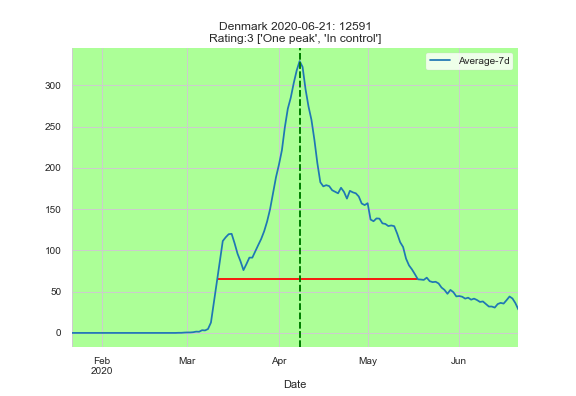 Denmark 2020-06-21: 12591
Rating:3 ['One peak', 'In control']
Average-7d
300
250
200
150
100
50
0
Feb
2020
Mar
Apr
May
Jun
Date